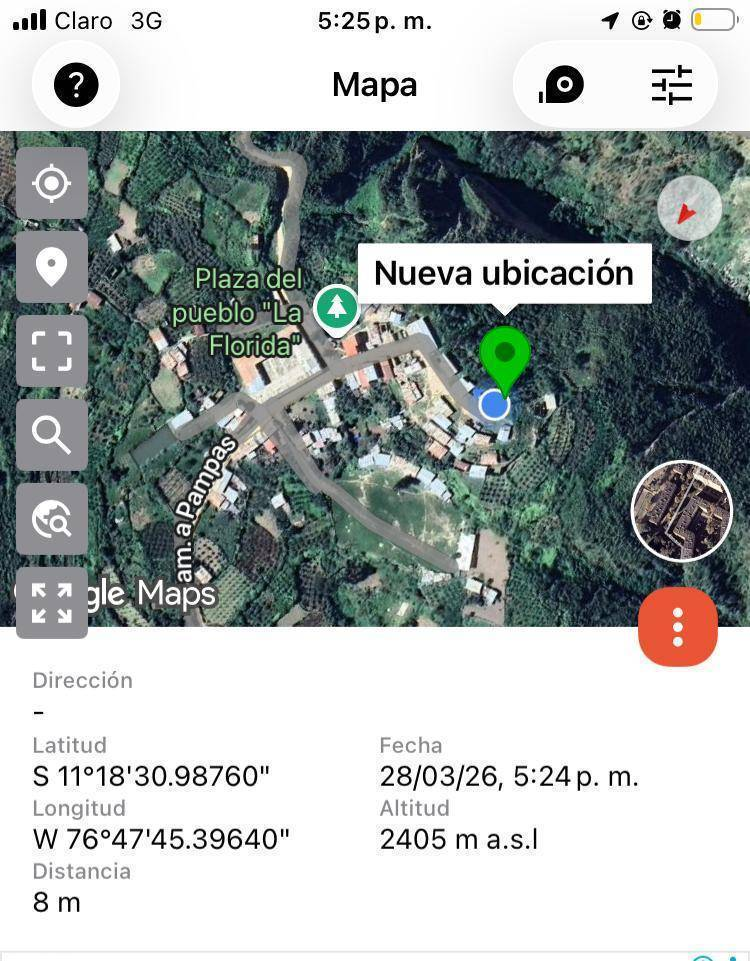 Claro 3G
5:25 p. m.
?
Mapa
Nueva ubicación
Plaza del
pueblo "La
Florida"
am. a Pampas
gle Maps
Dirección
-
Latitud
S 11°18'30.98760"
Fecha
28/03/26, 5:24 p. m.
Longitud
W 76°47'45.39640"
Altitud
2405 m a.s.l
Distancia
8 m